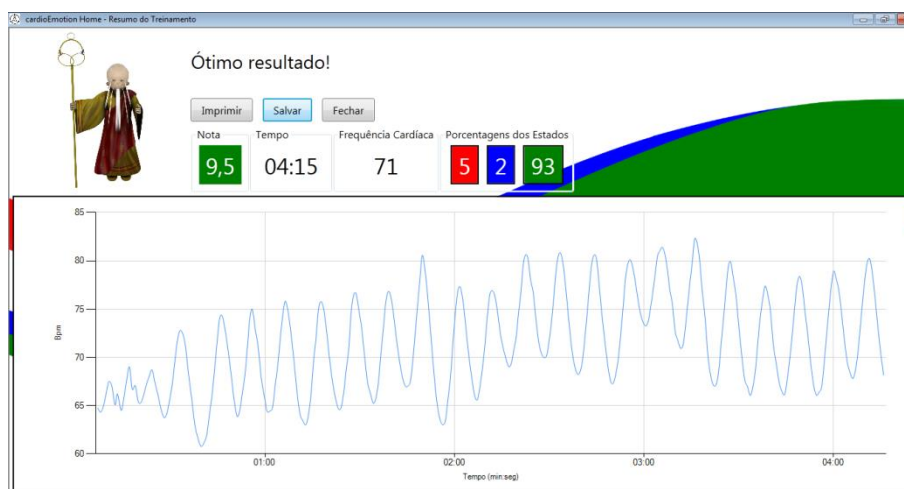 cardioEmotion Home - Resumo do Treinamento
Ótimo resultado!
Imprimir Salvar Fechar
Nota Tempo Frequência Cardíaca Porcentagens dos Estados
9,5 04:15 71 5 2 93
85
80
75
70
65
60
Bpm
01:00 02:00 03:00 04:00
Tempo (min:seg)